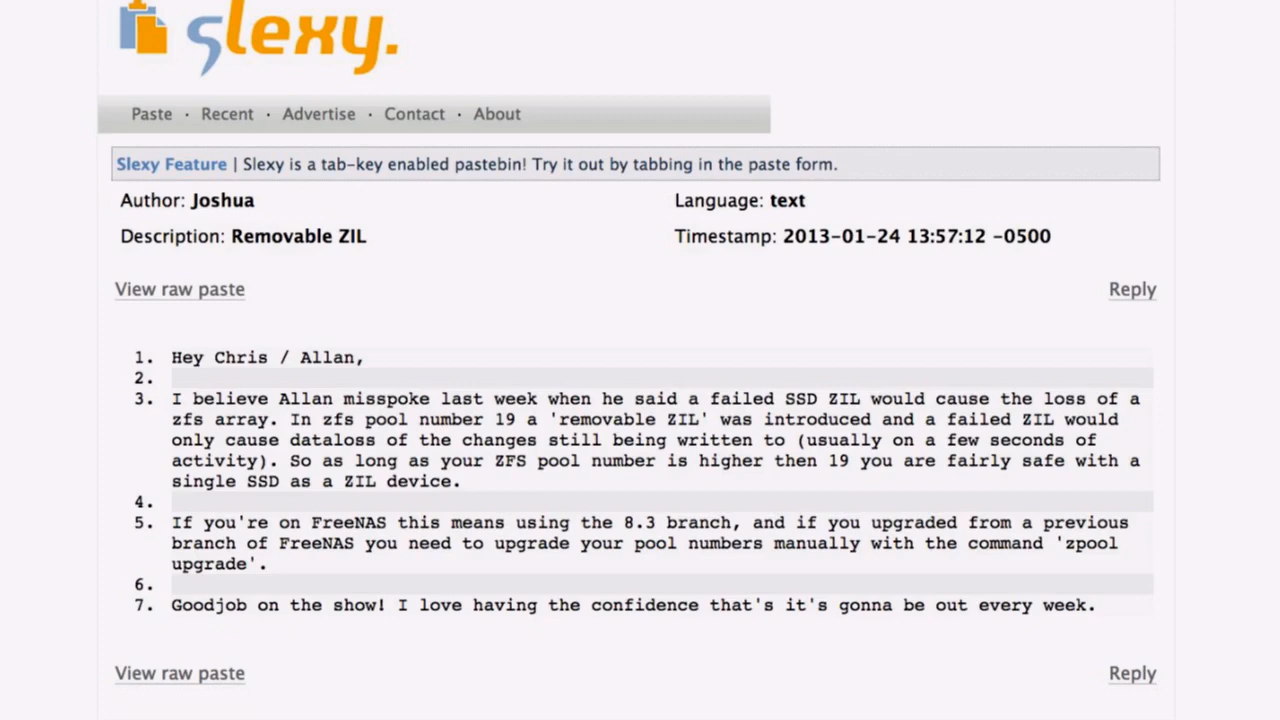 slexy.
Paste · Recent · Advertise · Contact · About
Slexy Feature | Slexy is a tab-key enabled pastebin! Try it out by tabbing in the paste form.
Author: Joshua
Language: text
Description: Removable ZIL
Timestamp: 2013-01-24 13:57:12 -0500
View raw paste
Reply
1. Hey Chris / Allan,
2.
3. I believe Allan misspoke last week when he said a failed SSD ZIL would cause the loss of a
zfs array. In zfs pool number 19 a 'removable ZIL' was introduced and a failed ZIL would
only cause dataloss of the changes still being written to (usually on a few seconds of
activity). So as long as your ZFS pool number is higher then 19 you are fairly safe with a
single SSD as a ZIL device.
4.
5. If you're on FreeNAS this means using the 8.3 branch, and if you upgraded from a previous
branch of FreeNAS you need to upgrade your pool numbers manually with the command 'zpool
upgrade'.
6.
7. Goodjob on the show! I love having the confidence that's it's gonna be out every week.
View raw paste
Reply